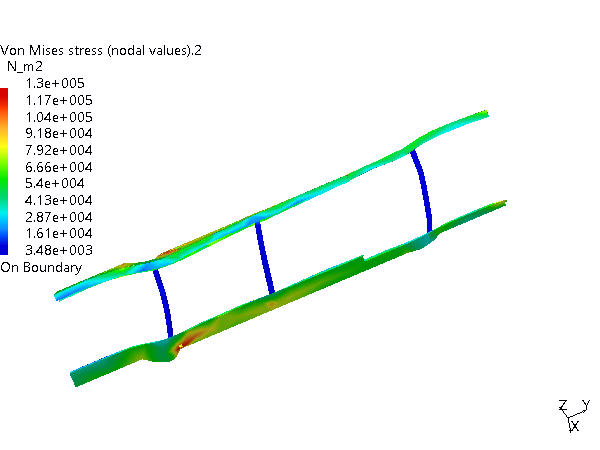 Von Mises stress (nodal values).2
N_m2
1.3e+005
1.17e+005
1.04e+005
9.18e+004
7.92e+004
6.66e+004
5.4e+004
4.13e+004
2.87e+004
1.61e+004
3.48e+003
On Boundary
Z Y
X